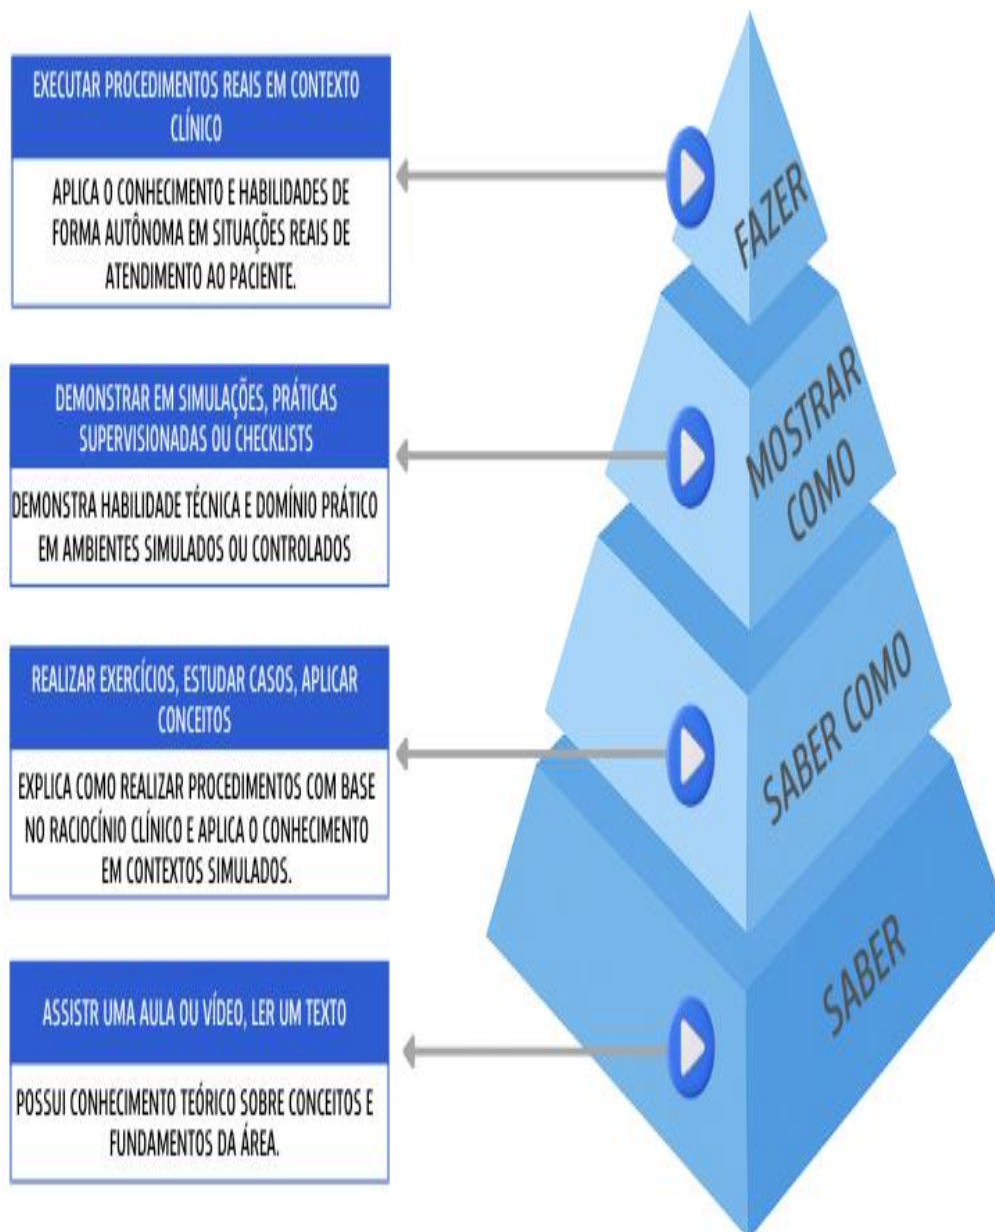 EXECUTAR PROCEDIMENTOS REAIS EM CONTEXTO
CLÍNICO
APLICA O CONHECIMENTO E HABILIDADES DE
FORMA AUTÔNOMA EM SITUAÇÕES REAIS DE
ATENDIMENTO AO PACIENTE.
FAZER
DEMONSTRAR EM SIMULAÇÕES, PRÁTICAS
SUPERVISIONADAS OU CHECKLISTS
DEMONSTRA HABILIDADE TÉCNICA E DOMÍNIO PRÁTICO
EM AMBIENTES SIMULADOS OU CONTROLADOS
MOSTRAR
COMO
REALIZAR EXERCÍCIOS, ESTUDAR CASOS, APLICAR
CONCEITOS
EXPLICA COMO REALIZAR PROCEDIMENTOS COM BASE
NO RACIOCÍNIO CLÍNICO E APLICA O CONHECIMENTO
EM CONTEXTOS SIMULADOS.
SABER COMO
ASSISTR UMA AULA OU VÍDEO, LER UM TEXTO
POSSUI CONHECIMENTO TEÓRICO SOBRE CONCEITOS E
FUNDAMENTOS DA ÁREA.
SABER